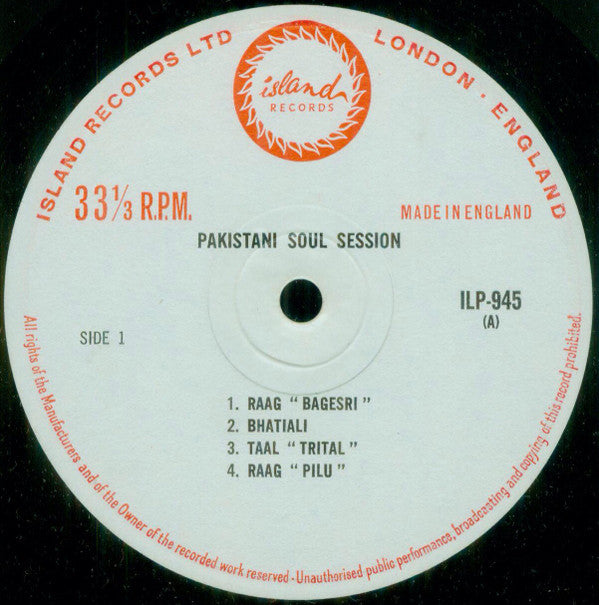 ISLAND RECORDS LTD
LONDON · ENGLAND
island
RECORDS
33⅓ R.P.M.
MADE IN ENGLAND
PAKISTANI SOUL SESSION
ILP-945
(A)
SIDE 1
1. RAAG “ BAGESRI ”
2. BHATIALI
3. TAAL “ TRITAL ”
4. RAAG “ PILU ”
All rights of the Manufacturers and of the Owner of the recorded work reserved · Unauthorised public performance, broadcasting and copying of this record prohibited.